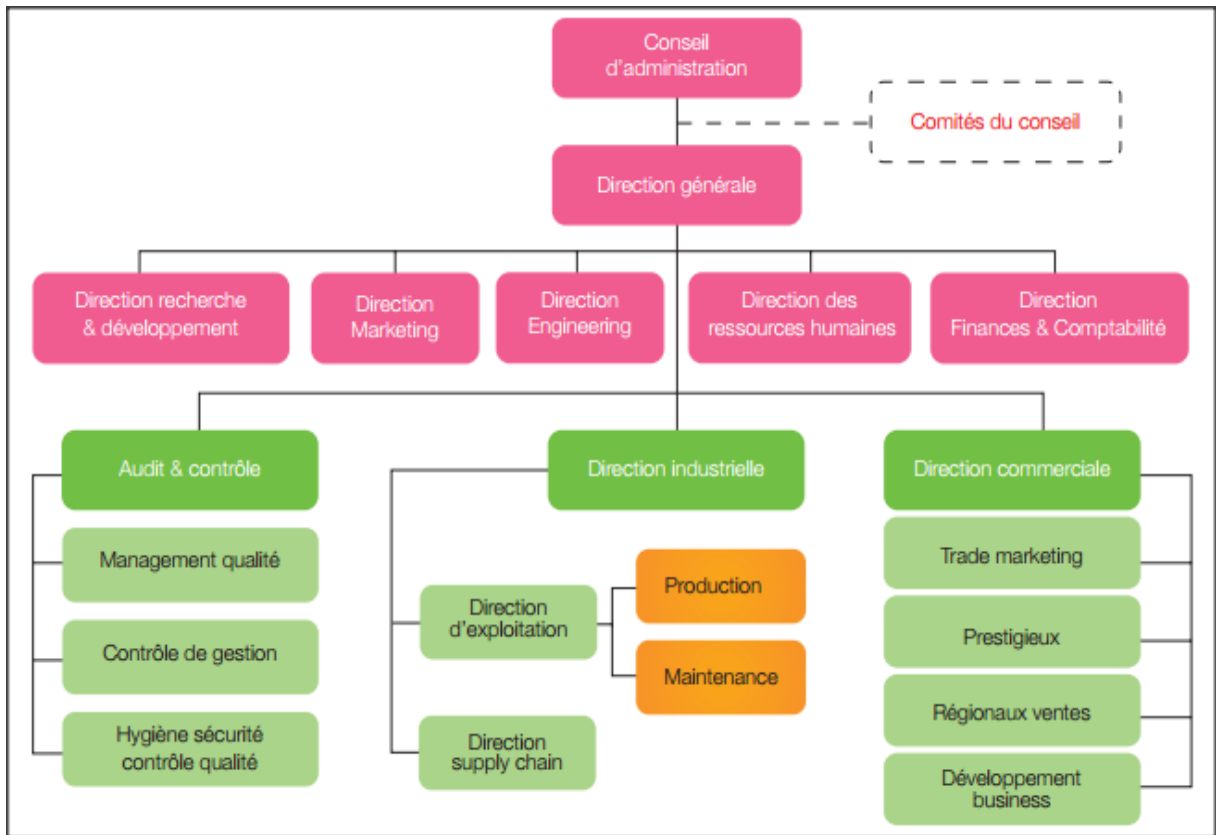 Conseil
d'administration
Comités du conseil
Direction générale
Direction recherche
& développement
Direction
Marketing
Direction
Engineering
Direction des
ressources humaines
Direction
Finances & Comptabilité
Audit & contrôle
Direction industrielle
Direction commerciale
Management qualité
Contrôle de gestion
Hygiène sécurité
contrôle qualité
Direction
d'exploitation
Production
Maintenance
Direction
supply chain
Trade marketing
Prestigieux
Régionaux ventes
Développement
business